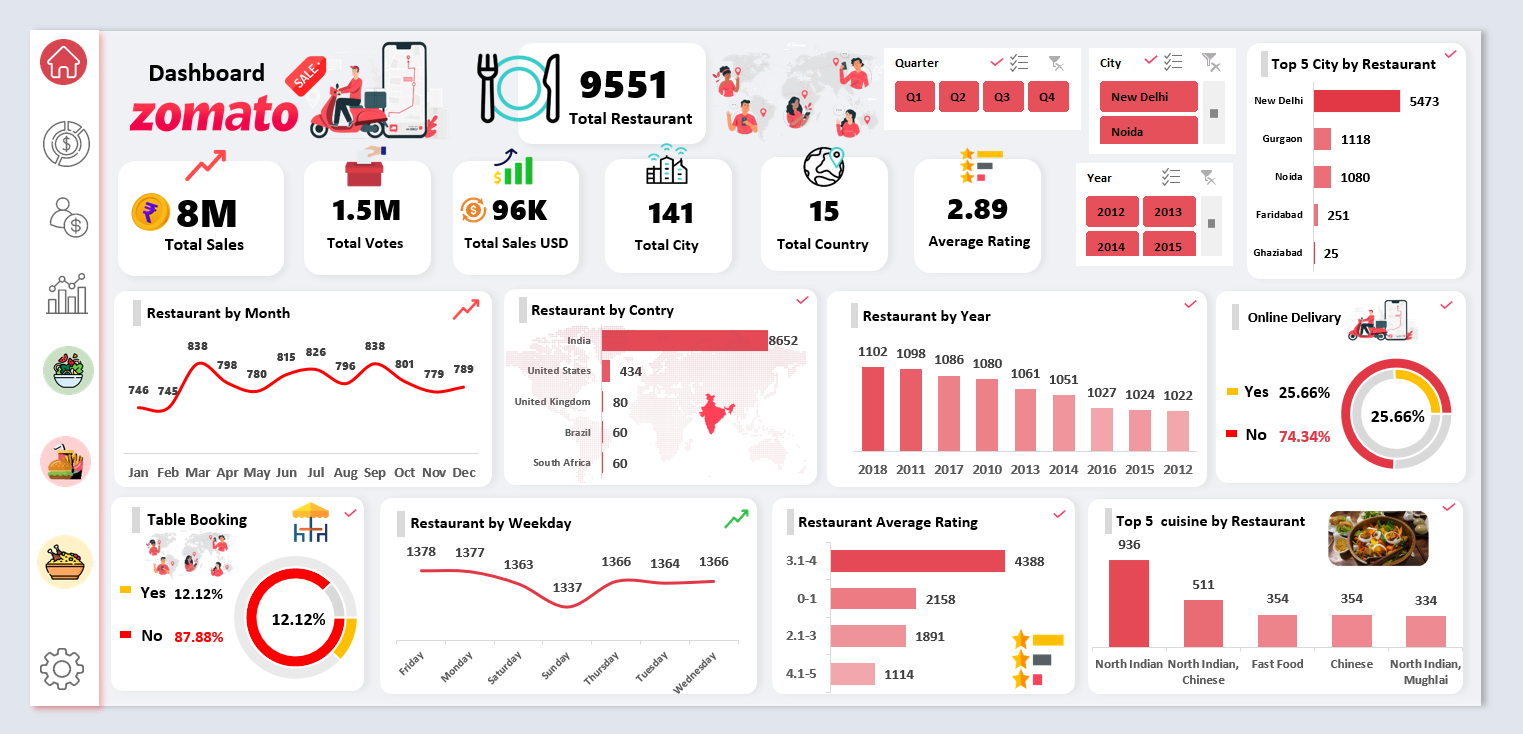 Dashboard
zomato
SALE
9551
Total Restaurant
Quarter
Q1 Q2 Q3 Q4
City
New Delhi
Noida
Year
2012 2013
2014 2015
Top 5 City by Restaurant
New Delhi 5473
Gurgaon 1118
Noida 1080
Faridabad 251
Ghaziabad 25
₹ 8M
Total Sales
1.5M
Total Votes
$
$ 96K
Total Sales USD
141
Total City
15
Total Country
2.89
Average Rating
$
$
Restaurant by Month
746 745 838 798 780 815 826 796 838 801 779 789
Jan Feb Mar Apr May Jun Jul Aug Sep Oct Nov Dec
Restaurant by Contry
India 8652
United States 434
United Kingdom 80
Brazil 60
South Africa 60
Restaurant by Year
1102 1098 1086 1080 1061 1051 1027 1024 1022
2018 2011 2017 2010 2013 2014 2016 2015 2012
Online Delivary
Yes 25.66%
No 74.34%
25.66%
Table Booking
Yes 12.12%
No 87.88%
12.12%
Restaurant by Weekday
1378 1377 1363 1337 1366 1364 1366
Friday Monday Saturday Sunday Thursday Tuesday Wednesday
Restaurant Average Rating
3.1-4 4388
0-1 2158
2.1-3 1891
4.1-5 1114
Top 5 cuisine by Restaurant
936 511 354 354 334
North Indian North Indian, Fast Food Chinese North Indian,
Chinese Mughlai